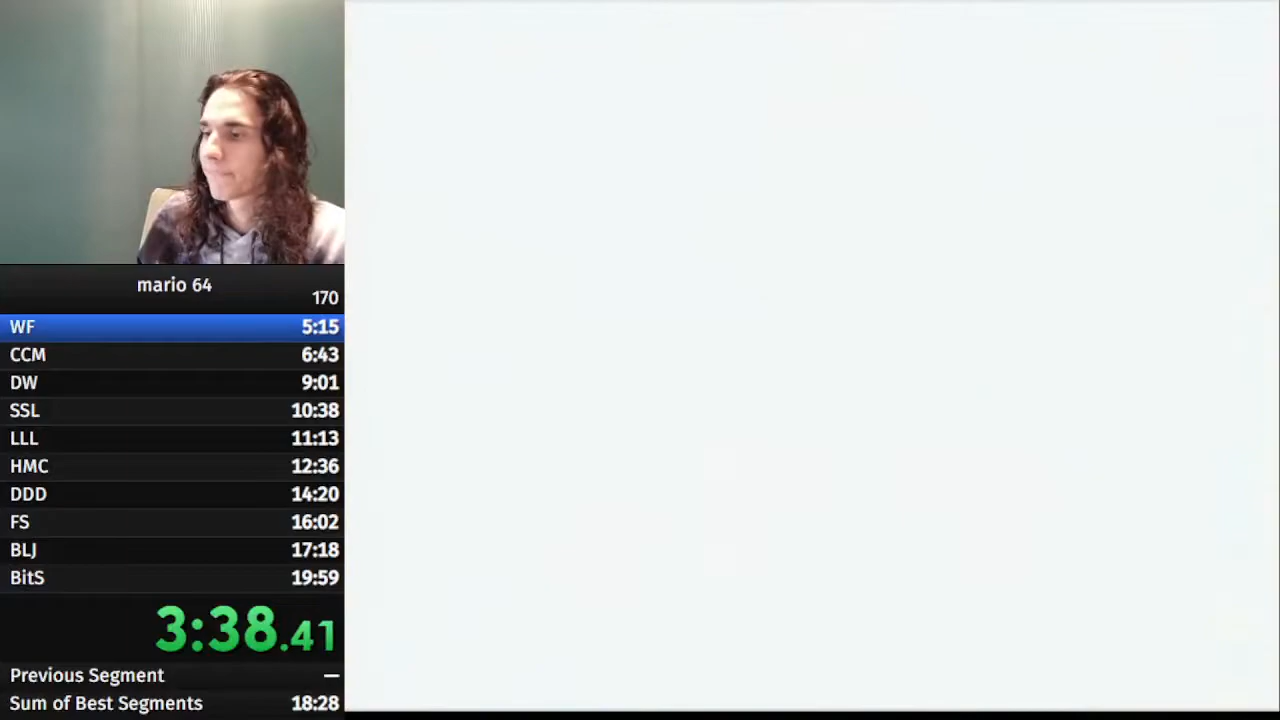 mario 64
170
WF 5:15
CCM 6:43
DW 9:01
SSL 10:38
LLL 11:13
HMC 12:36
DDD 14:20
FS 16:02
BLJ 17:18
BitS 19:59
3:38.41
Previous Segment —
Sum of Best Segments 18:28